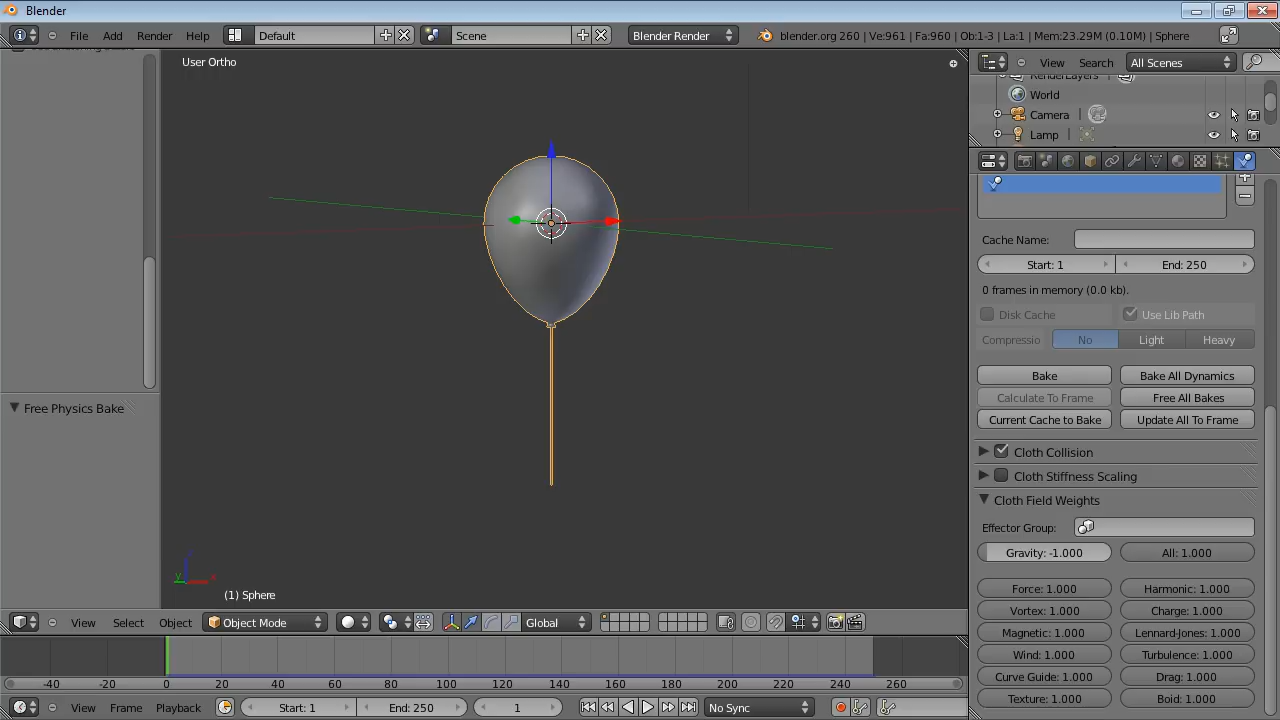 Blender
File Add Render Help Default Scene Blender Render blender.org 260 | Ve:961 | Fa:960 | Ob:1-3 | La:1 | Mem:23.29M (0.10M) | Sphere
User Ortho
View Search All Scenes
RenderLayers
World
Camera
Lamp
Cache Name:
Start: 1 End: 250
0 frames in memory (0.0 kb).
Disk Cache Use Lib Path
Compressio No Light Heavy
Bake Bake All Dynamics
Calculate To Frame Free All Bakes
Current Cache to Bake Update All To Frame
Free Physics Bake
Cloth Collision
Cloth Stiffness Scaling
Cloth Field Weights
Effector Group:
Gravity: -1.000 All: 1.000
Force: 1.000 Harmonic: 1.000
Vortex: 1.000 Charge: 1.000
Magnetic: 1.000 Lennard-Jones: 1.000
Wind: 1.000 Turbulence: 1.000
Curve Guide: 1.000 Drag: 1.000
Texture: 1.000 Boid: 1.000
y x
(1) Sphere
View Select Object Object Mode Global
-40 -20 0 20 40 60 80 100 120 140 160 180 200 220 240 260
View Frame Playback Start: 1 End: 250 1 No Sync